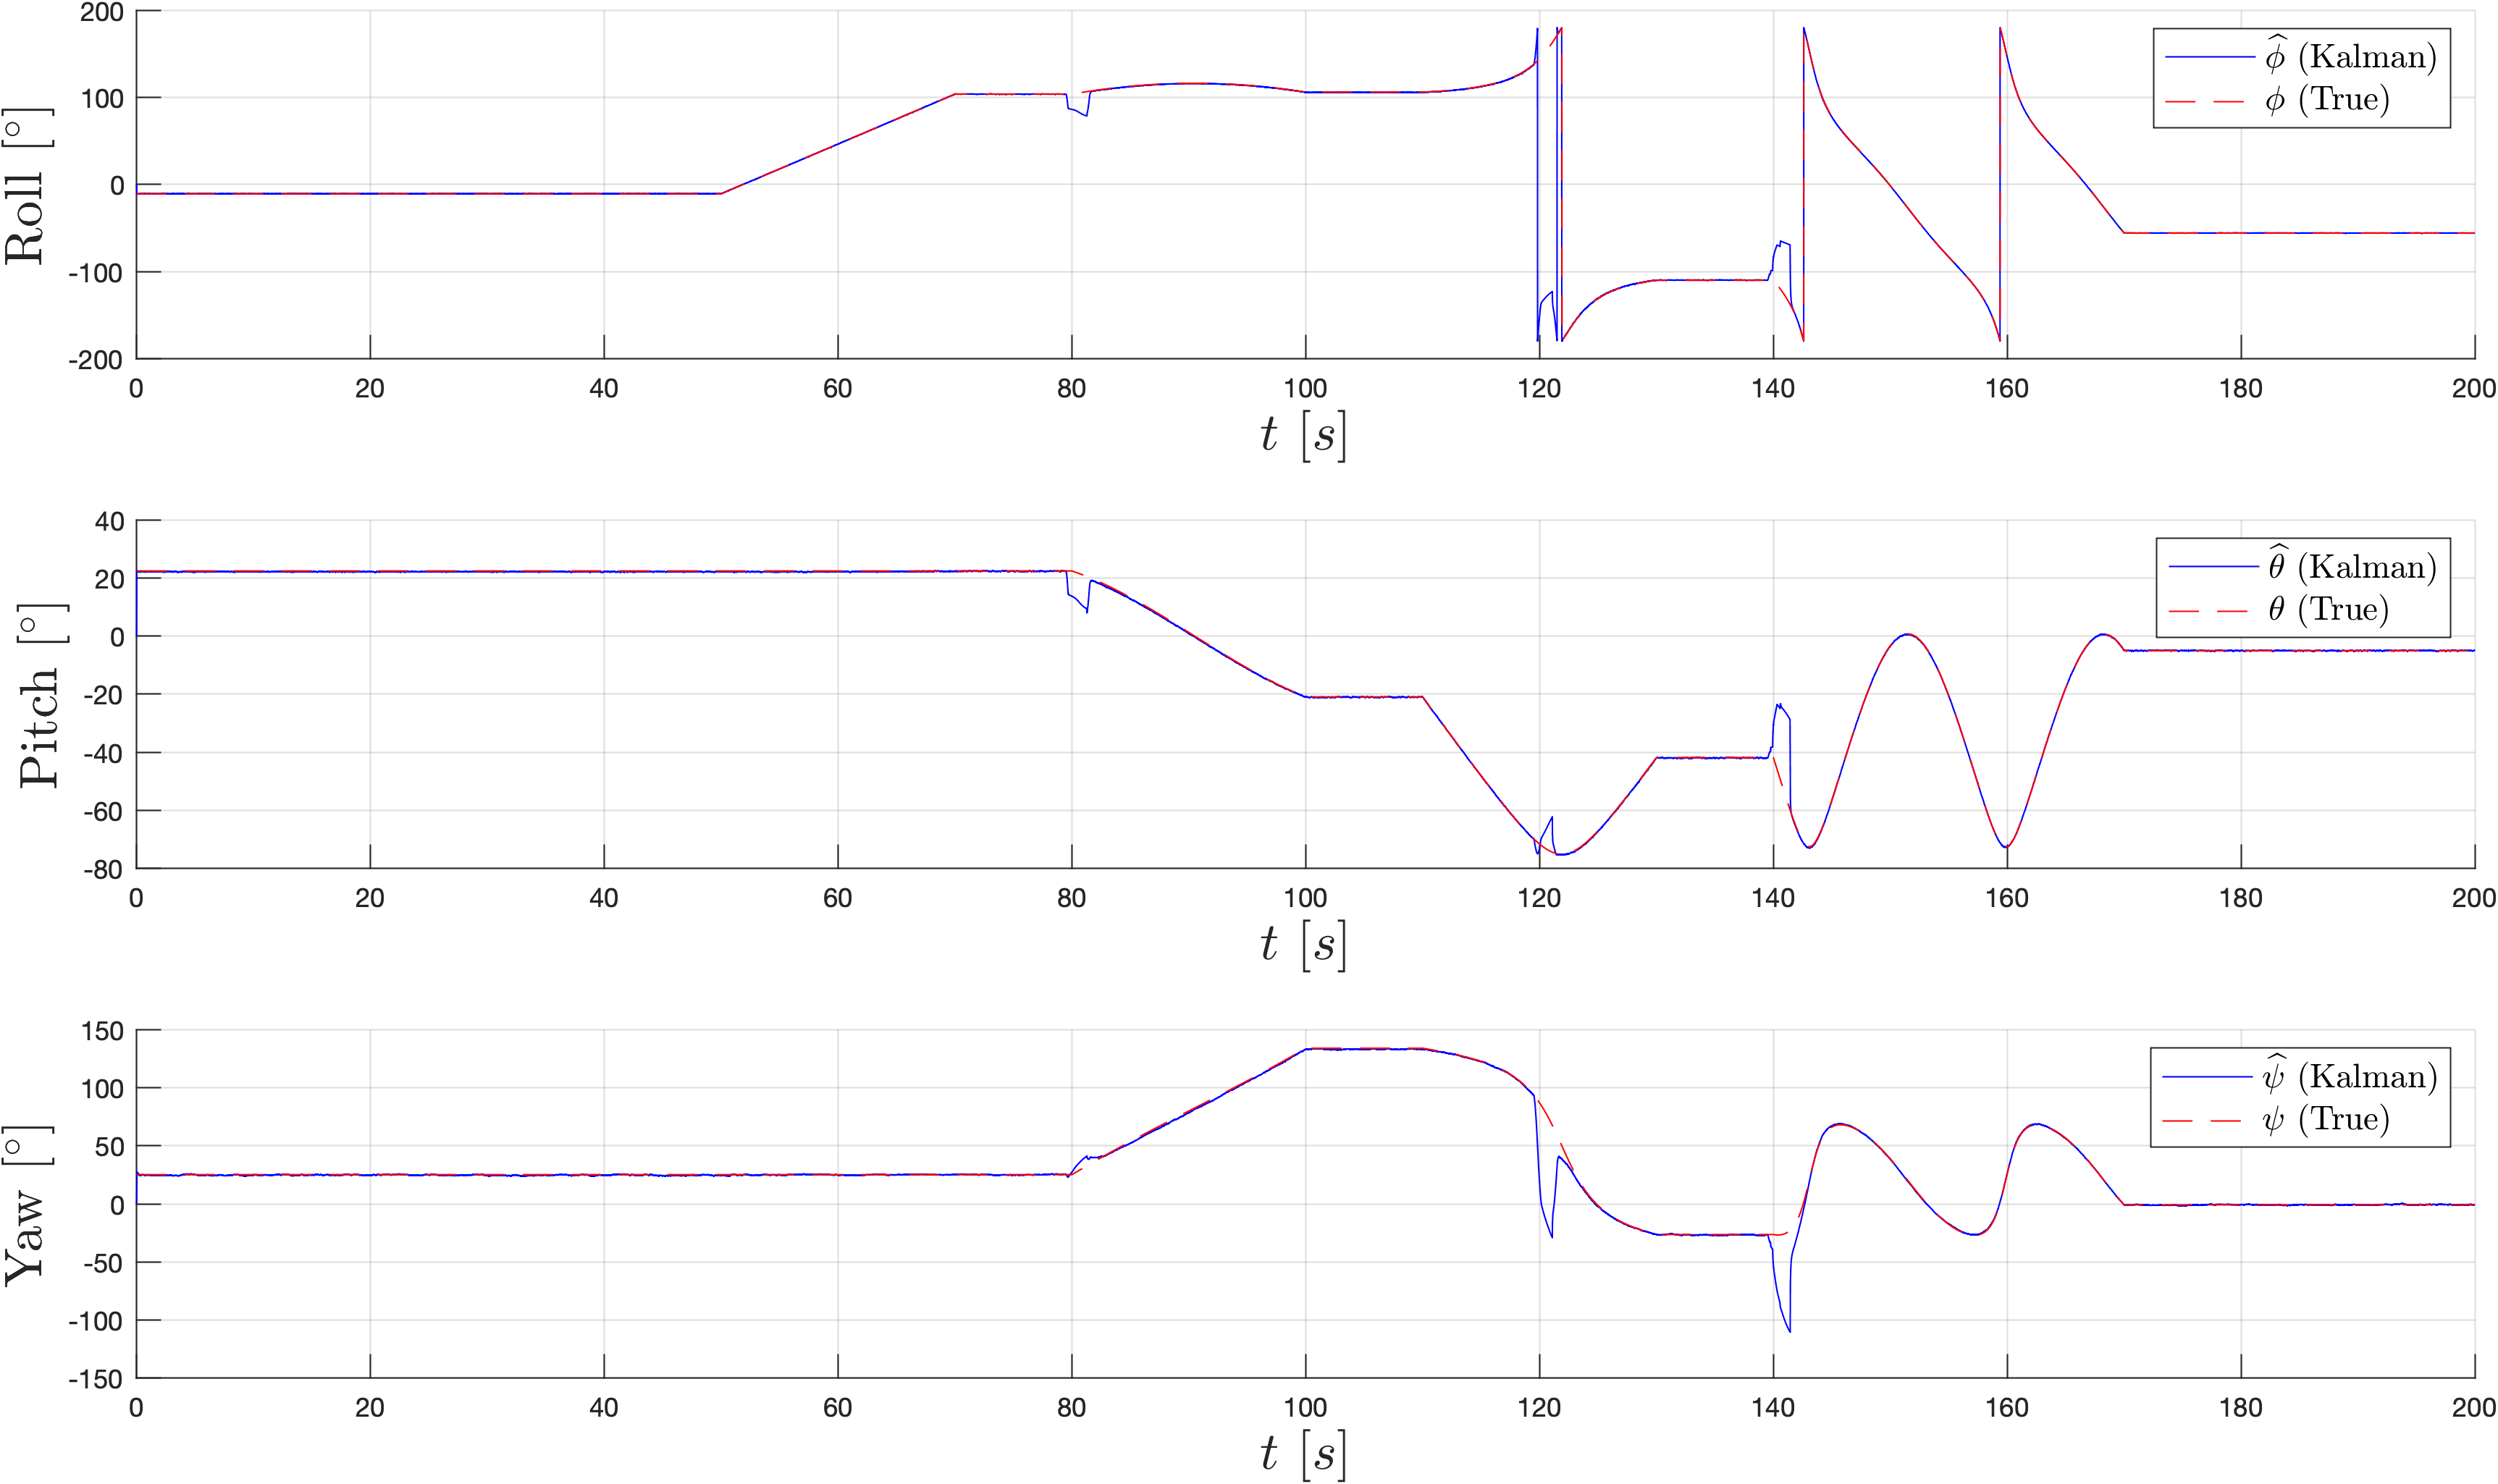 200
100
0
-100
-200
Roll [°]
0 20 40 60 80 100 120 140 160 180 200
t [s]
ϕ̂ (Kalman)
ϕ (True)
40
20
0
-20
-40
-60
-80
Pitch [°]
0 20 40 60 80 100 120 140 160 180 200
t [s]
θ̂ (Kalman)
θ (True)
150
100
50
0
-50
-100
-150
Yaw [°]
0 20 40 60 80 100 120 140 160 180 200
t [s]
ψ̂ (Kalman)
ψ (True)